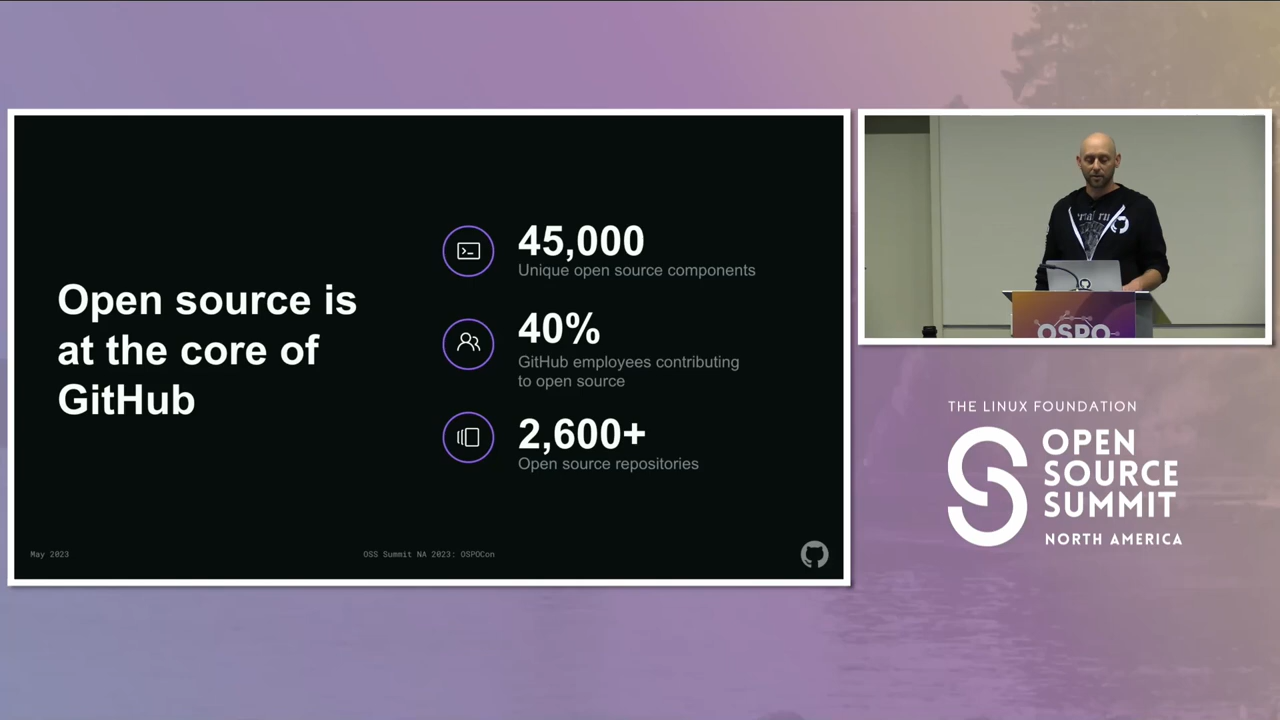 Open source is
at the core of
GitHub
45,000
Unique open source components
40%
GitHub employees contributing
to open source
2,600+
Open source repositories
May 2023
OSS Summit NA 2023: OSPOCon
OSPO
THE LINUX FOUNDATION
OPEN
SOURCE
SUMMIT
NORTH AMERICA